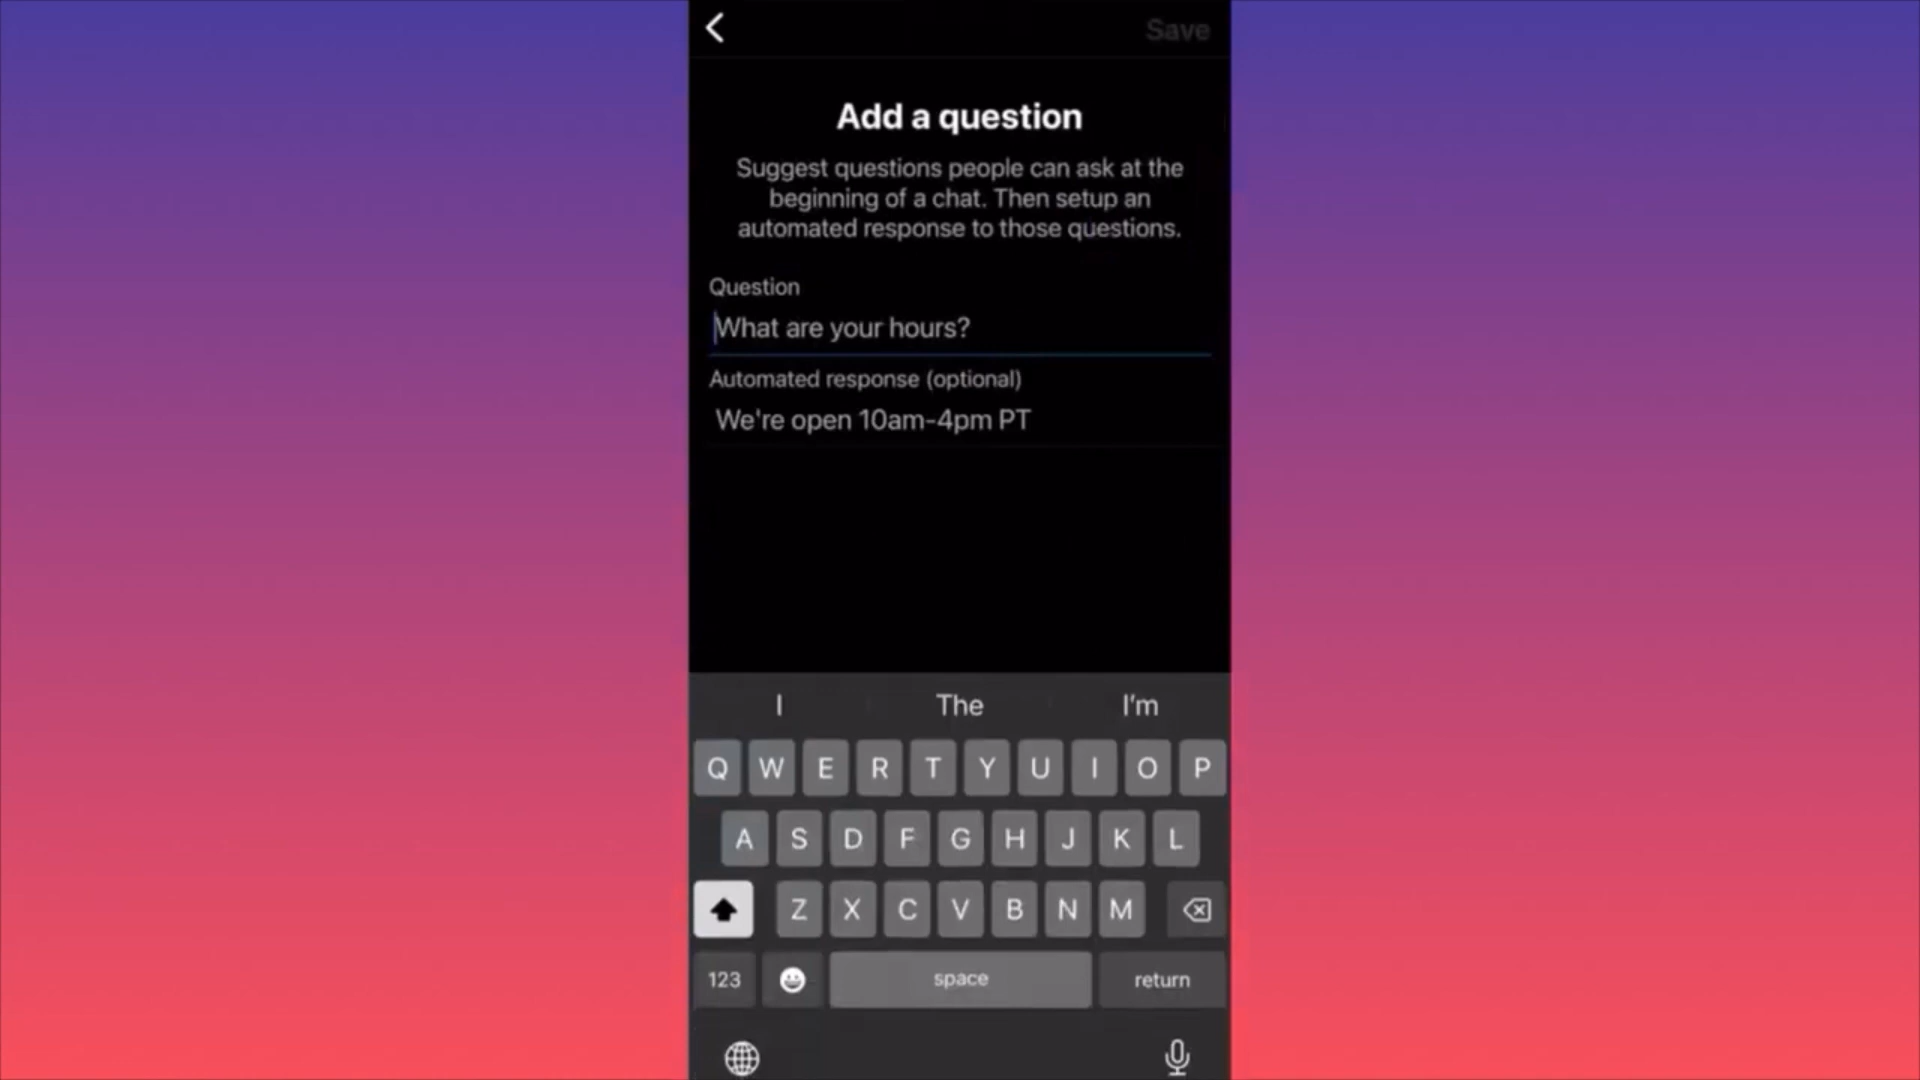 Save
Add a question
Suggest questions people can ask at the
beginning of a chat. Then setup an
automated response to those questions.
Question
What are your hours?
Automated response (optional)
We're open 10am-4pm PT
I The I'm
Q W E R T Y U I O P
A S D F G H J K L
Z X C V B N M
123 space return